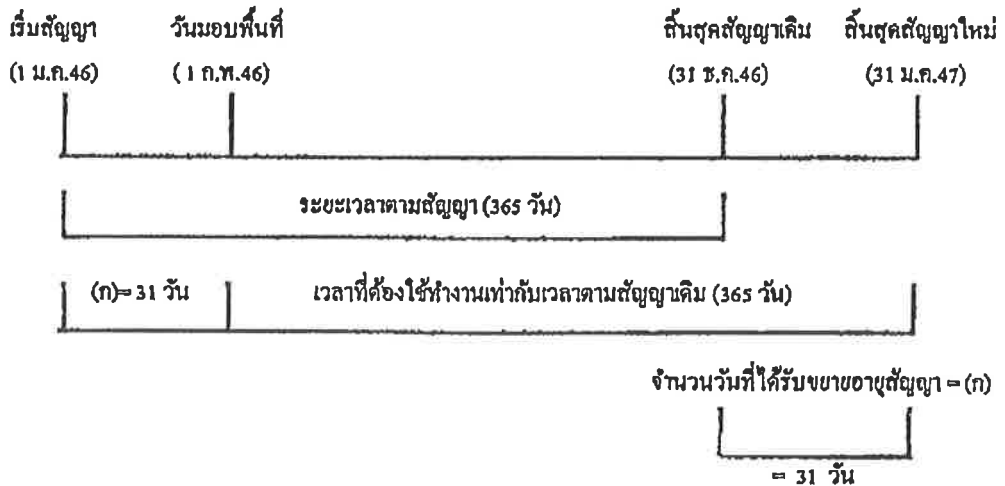 เริ่มสัญญา วันมอบพื้นที่ สิ้นสุดสัญญาเดิม สิ้นสุดสัญญาใหม่
(1 ม.ค.46) (1 ก.พ.46) (31 ธ.ค.46) (31 ม.ค.47)
ระยะเวลาตามสัญญา (365 วัน)
(ก)= 31 วัน เวลาที่ต้องใช้ทำงานเท่ากับเวลาตามสัญญาเดิม (365 วัน)
จำนวนวันที่ได้รับขยายอายุสัญญา = (ก)
= 31 วัน